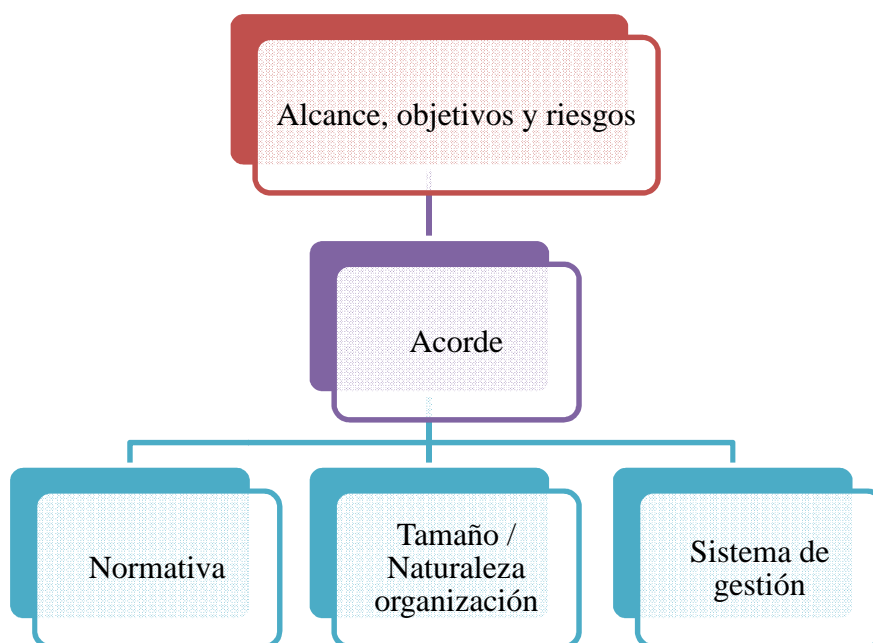 Alcance, objetivos y riesgos
Acorde
Normativa
Tamaño /
Naturaleza
organización
Sistema de
gestión